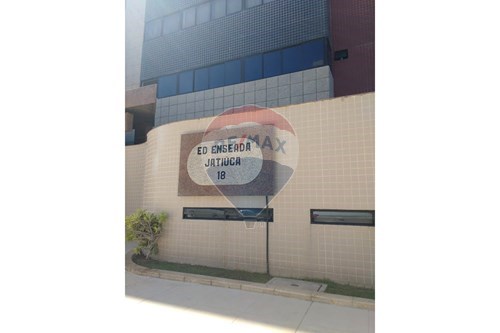 RE/MAX
ED ENSEADA
JATIÚCA
18